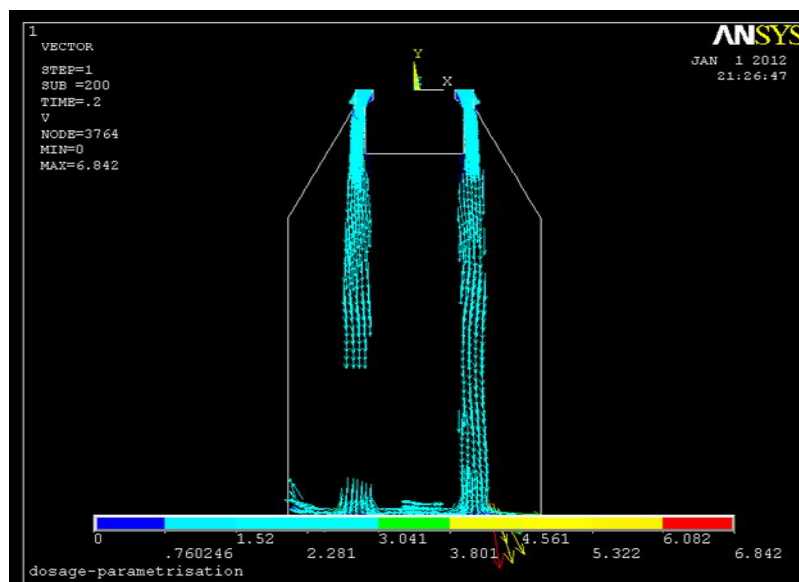 1
VECTOR
STEP=1
SUB =200
TIME=.2
V
NODE=3764
MIN=0
MAX=6.842
ANSYS
JAN 1 2012
21:26:47
Y
X
0
.760246
1.52
2.281
3.041
3.801
4.561
5.322
6.082
6.842
dosage-parametrisation